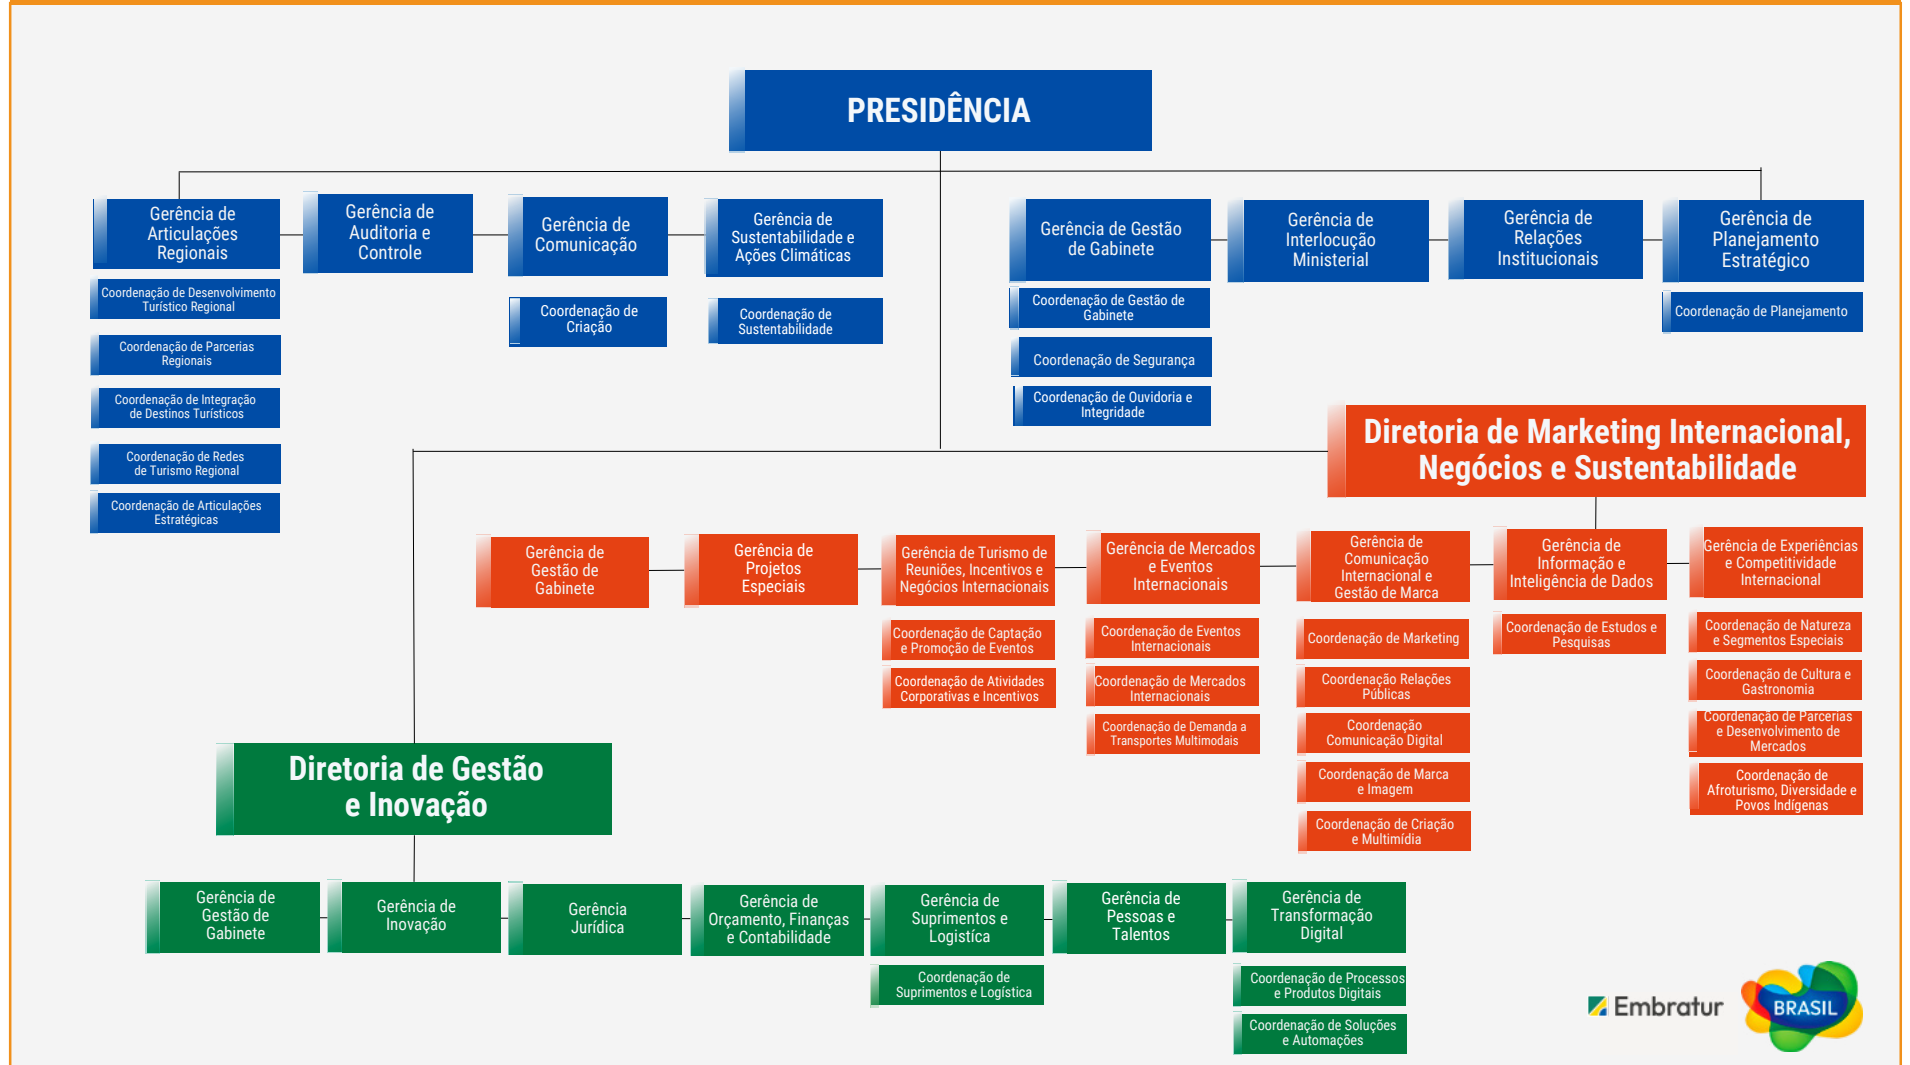 PRESIDÊNCIA
Gerência de
Articulações
Regionais
Gerência de
Auditoria e
Controle
Gerência de
Comunicação
Gerência de
Sustentabilidade e
Ações Climáticas
Gerência de Gestão
de Gabinete
Gerência de
Interlocução
Ministerial
Gerência de
Relações
Institucionais
Gerência de
Planejamento
Estratégico
Coordenação de Desenvolvimento
Turístico Regional
Coordenação de Parcerias
Regionais
Coordenação de Integração
de Destinos Turísticos
Coordenação de Redes
de Turismo Regional
Coordenação de Articulações
Estratégicas
Coordenação de
Criação
Coordenação de
Sustentabilidade
Coordenação de Gestão de
Gabinete
Coordenação de Segurança
Coordenação de Ouvidoria e
Integridade
Coordenação de Planejamento
Diretoria de Marketing Internacional,
Negócios e Sustentabilidade
Gerência de
Gestão de
Gabinete
Gerência de
Projetos
Especiais
Gerência de Turismo de
Reuniões, Incentivos e
Negócios Internacionais
Gerência de Mercados
e Eventos
Internacionais
Gerência de
Comunicação
Internacional e
Gestão de Marca
Gerência de
Informação e
Inteligência de Dados
Gerência de Experiências
e Competitividade
Internacional
Coordenação de Captação
e Promoção de Eventos
Coordenação de Atividades
Corporativas e Incentivos
Coordenação de Eventos
Internacionais
Coordenação de Mercados
Internacionais
Coordenação de Demanda a
Transportes Multimodais
Coordenação de Marketing
Coordenação Relações
Públicas
Coordenação
Comunicação Digital
Coordenação de Marca
e Imagem
Coordenação de Criação
e Multimídia
Coordenação de Estudos e
Pesquisas
Coordenação de Natureza
e Segmentos Especiais
Coordenação de Cultura e
Gastronomia
Coordenação de Parcerias
e Desenvolvimento de
Mercados
Coordenação de
Afroturismo, Diversidade e
Povos Indígenas
Diretoria de Gestão
e Inovação
Gerência de
Gestão de
Gabinete
Gerência de
Inovação
Gerência
Jurídica
Gerência de
Orçamento, Finanças
e Contabilidade
Gerência de
Suprimentos e
Logistíca
Gerência de
Pessoas e
Talentos
Gerência de
Transformação
Digital
Coordenação de
Suprimentos e Logística
Coordenação de Processos
e Produtos Digitais
Coordenação de Soluções
e Automações
Embratur
BRASIL